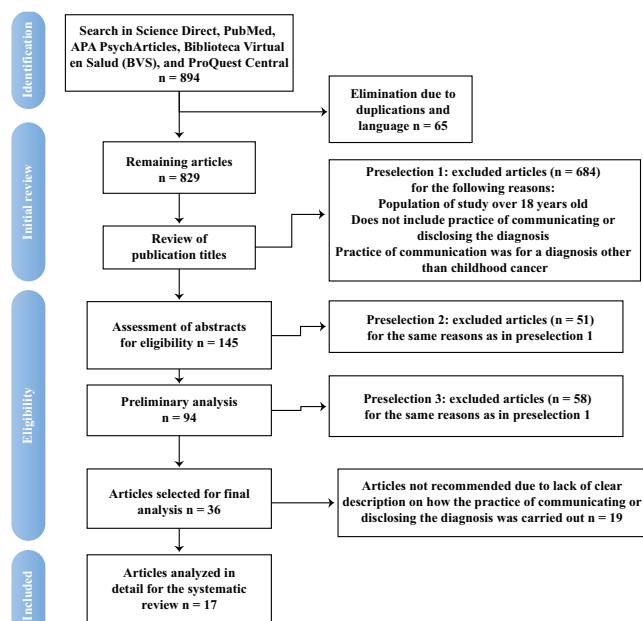 Identification
Search in Science Direct, PubMed,
APA PsychArticles, Biblioteca Virtual
en Salud (BVS), and ProQuest Central
n = 894
Elimination due to
duplications and
language n = 65
Initial review
Remaining articles
n = 829
Preselection 1: excluded articles (n = 684)
for the following reasons:
Population of study over 18 years old
Does not include practice of communicating or
disclosing the diagnosis
Practice of communication was for a diagnosis other
than childhood cancer
Review of
publication titles
Eligibility
Assessment of abstracts
for eligibility n = 145
Preselection 2: excluded articles (n = 51)
for the same reasons as in preselection 1
Preliminary analysis
n = 94
Preselection 3: excluded articles (n = 58)
for the same reasons as in preselection 1
Articles selected for final
analysis n = 36
Articles not recommended due to lack of clear
description on how the practice of communicating or
disclosing the diagnosis was carried out n = 19
Included
Articles analyzed in
detail for the systematic
review n = 17